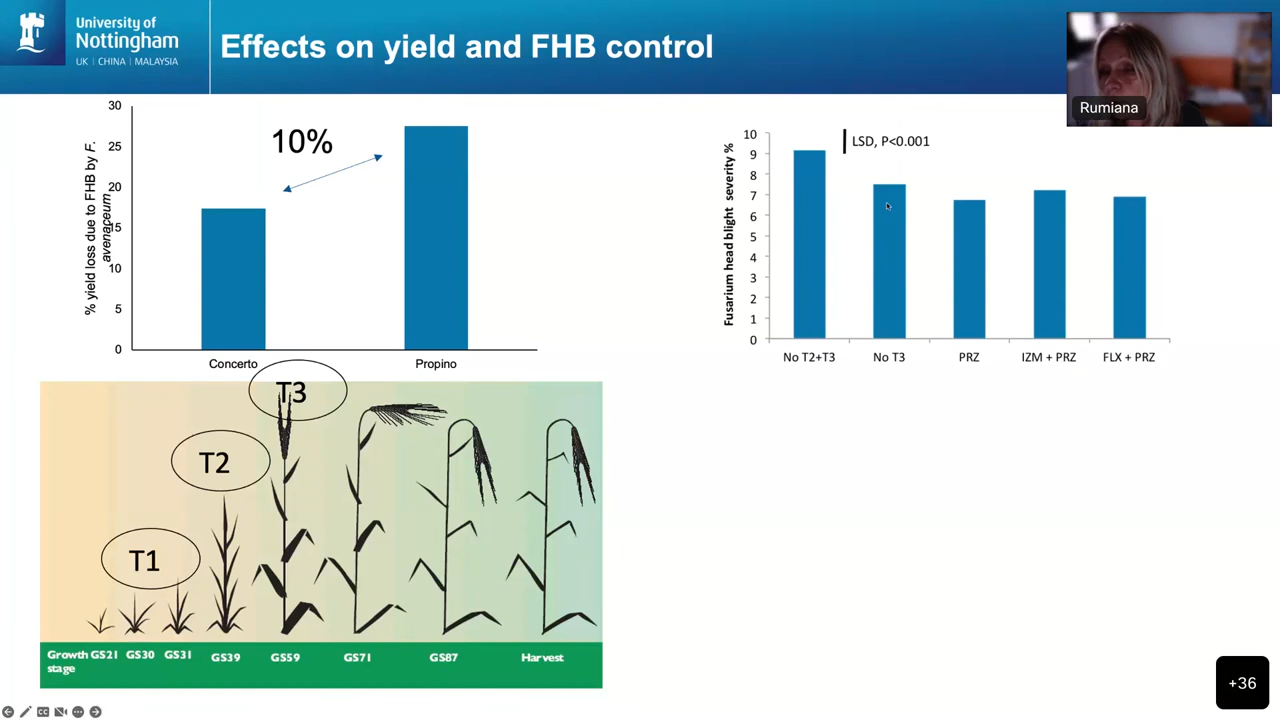 University of
Nottingham
UK | CHINA | MALAYSIA
Effects on yield and FHB control
Rumiana
% yield loss due to FHB by F.
avenaceum
30
25
20
15
10
5
0
10%
Concerto
Propino
Fusarium head blight severity %
10
9
8
7
6
5
4
3
2
1
0
LSD, P<0.001
No T2+T3
No T3
PRZ
IZM + PRZ
FLX + PRZ
T3
T2
T1
Growth stage
GS21
GS30
GS31
GS39
GS59
GS71
GS87
Harvest
+36